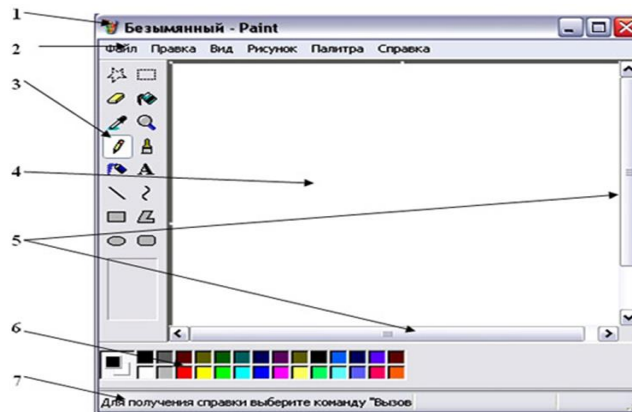 1 Безымянный - Paint
2 Файл Правка Вид Рисунок Палитра Справка
3
A
4
5
6
7 Для получения справки выберите команду "Вызов